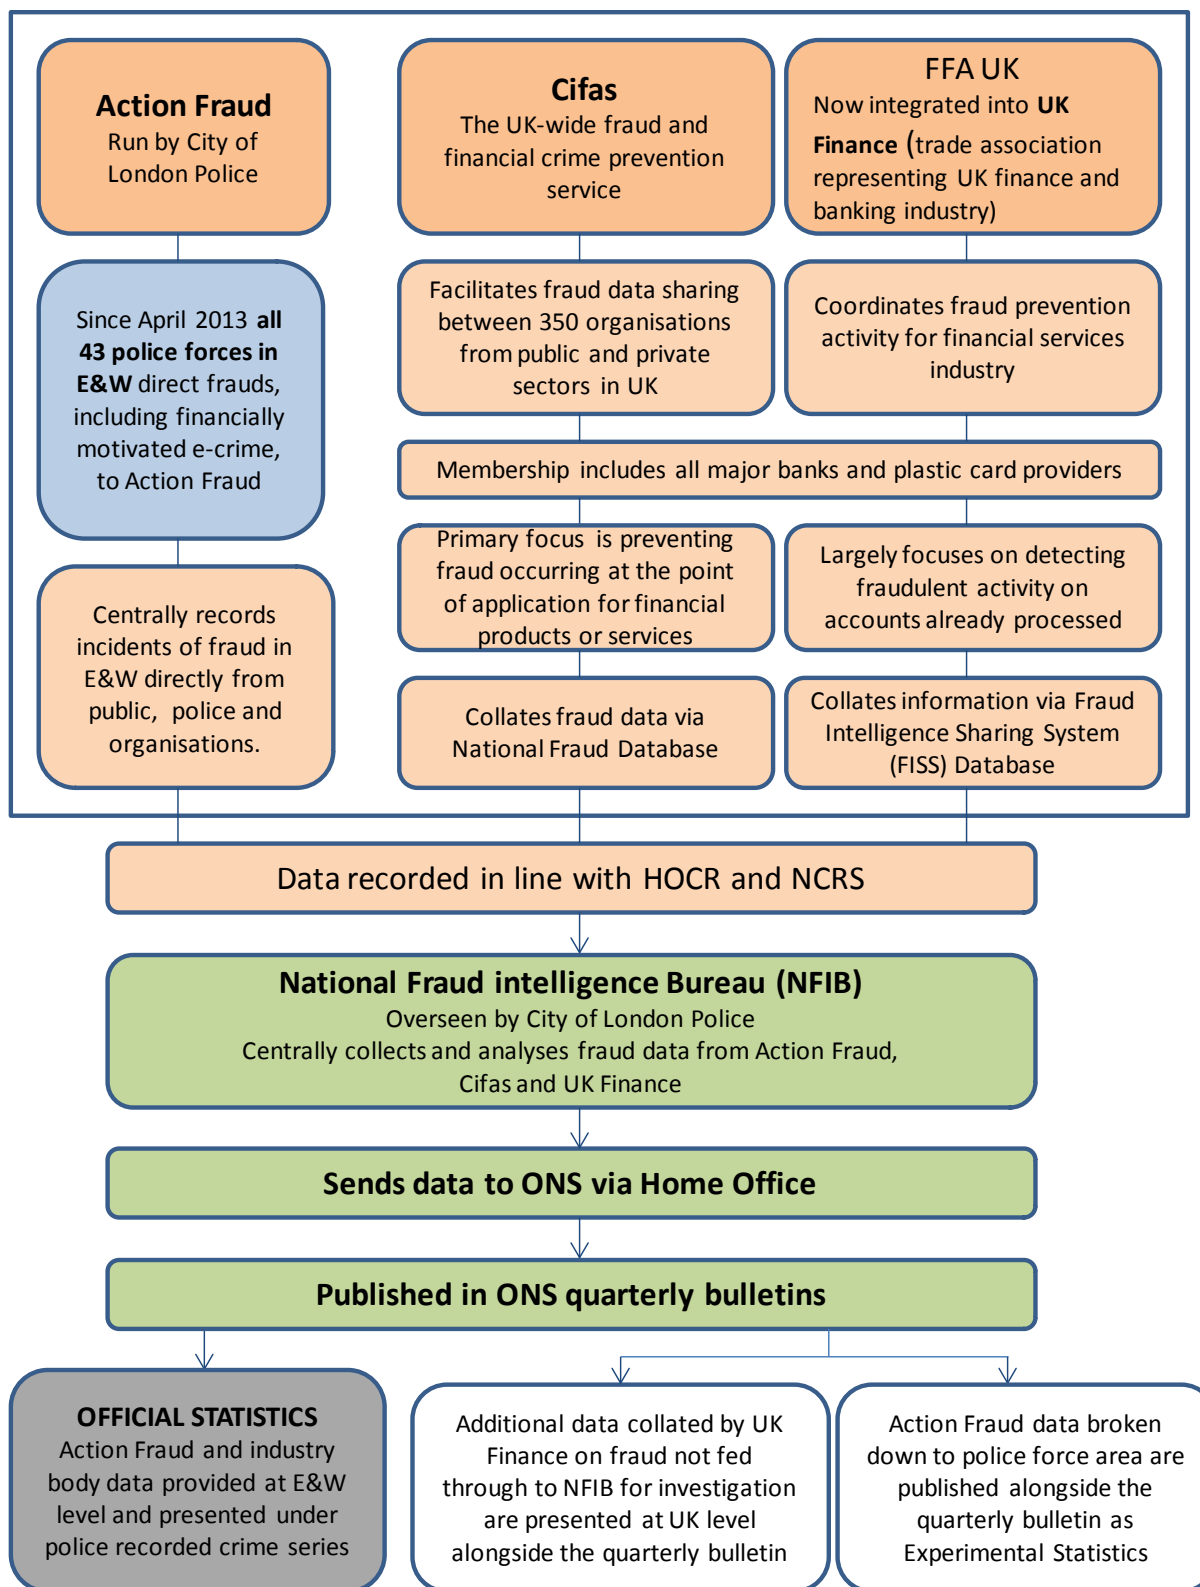 Action Fraud
Run by City of
London Police
Since April 2013 all
43 police forces in
E&W direct frauds,
including financially
motivated e-crime,
to Action Fraud
Centrally records
incidents of fraud in
E&W directly from
public, police and
organisations.
Cifas
The UK-wide fraud and
financial crime prevention
service
Facilitates fraud data sharing
between 350 organisations
from public and private
sectors in UK
FFA UK
Now integrated into UK
Finance (trade association
representing UK finance and
banking industry)
Coordinates fraud prevention
activity for financial services
industry
Membership includes all major banks and plastic card providers
Primary focus is preventing
fraud occurring at the point
of application for financial
products or services
Collates fraud data via
National Fraud Database
Largely focuses on detecting
fraudulent activity on
accounts already processed
Collates information via Fraud
Intelligence Sharing System
(FISS) Database
Data recorded in line with HOCR and NCRS
National Fraud intelligence Bureau (NFIB)
Overseen by City of London Police
Centrally collects and analyses fraud data from Action Fraud,
Cifas and UK Finance
Sends data to ONS via Home Office
Published in ONS quarterly bulletins
OFFICIAL STATISTICS
Action Fraud and industry
body data provided at E&W
level and presented under
police recorded crime series
Additional data collated by UK
Finance on fraud not fed
through to NFIB for investigation
are presented at UK level
alongside the quarterly bulletin
Action Fraud data broken
down to police force area are
published alongside the
quarterly bulletin as
Experimental Statistics